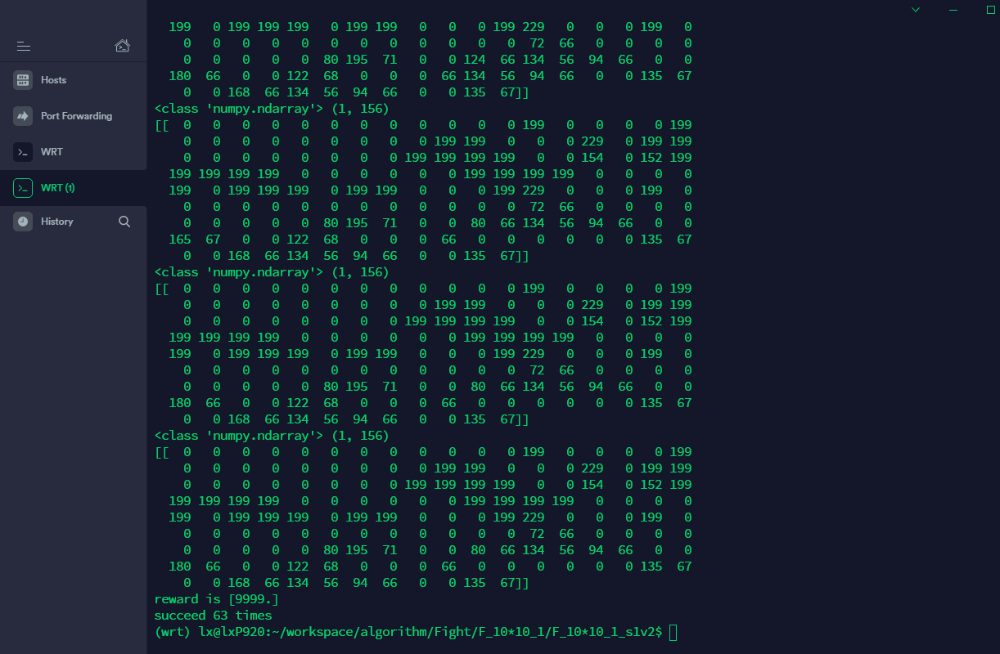 Hosts
Port Forwarding
WRT
WRT (1)
History
199 0 199 199 199 0 199 199 0 0 0 199 229 0 0 0 199 0
0 0 0 0 0 0 0 0 0 0 0 0 72 66 0 0 0 0
0 0 0 0 0 80 195 71 0 0 124 66 134 56 94 66 0 0
180 66 0 0 122 68 0 0 0 66 134 56 94 66 0 0 135 67
0 0 168 66 134 56 94 66 0 0 135 67]]
<class 'numpy.ndarray'> (1, 156)
[[ 0 0 0 0 0 0 0 0 0 0 0 0 199 0 0 0 0 199
0 0 0 0 0 0 0 0 0 199 199 0 0 0 229 0 199 199
0 0 0 0 0 0 0 0 199 199 199 199 0 0 154 0 152 199
199 199 199 199 0 0 0 0 0 0 199 199 199 199 0 0 0 0
199 0 199 199 199 0 199 199 0 0 0 199 229 0 0 0 199 0
0 0 0 0 0 0 0 0 0 0 0 0 72 66 0 0 0 0
0 0 0 0 0 80 195 71 0 0 80 66 134 56 94 66 0 0
165 67 0 0 122 68 0 0 0 66 0 0 0 0 0 0 135 67
0 0 168 66 134 56 94 66 0 0 135 67]]
<class 'numpy.ndarray'> (1, 156)
[[ 0 0 0 0 0 0 0 0 0 0 0 0 199 0 0 0 0 199
0 0 0 0 0 0 0 0 0 199 199 0 0 0 229 0 199 199
0 0 0 0 0 0 0 0 199 199 199 199 0 0 154 0 152 199
199 199 199 199 0 0 0 0 0 0 199 199 199 199 0 0 0 0
199 0 199 199 199 0 199 199 0 0 0 199 229 0 0 0 199 0
0 0 0 0 0 0 0 0 0 0 0 0 72 66 0 0 0 0
0 0 0 0 0 80 195 71 0 0 80 66 134 56 94 66 0 0
180 66 0 0 122 68 0 0 0 66 0 0 0 0 0 0 135 67
0 0 168 66 134 56 94 66 0 0 135 67]]
<class 'numpy.ndarray'> (1, 156)
[[ 0 0 0 0 0 0 0 0 0 0 0 0 199 0 0 0 0 199
0 0 0 0 0 0 0 0 0 199 199 0 0 0 229 0 199 199
0 0 0 0 0 0 0 0 199 199 199 199 0 0 154 0 152 199
199 199 199 199 0 0 0 0 0 0 199 199 199 199 0 0 0 0
199 0 199 199 199 0 199 199 0 0 0 199 229 0 0 0 199 0
0 0 0 0 0 0 0 0 0 0 0 0 72 66 0 0 0 0
0 0 0 0 0 80 195 71 0 0 80 66 134 56 94 66 0 0
180 66 0 0 122 68 0 0 0 66 0 0 0 0 0 0 135 67
0 0 168 66 134 56 94 66 0 0 135 67]]
reward is [9999.]
succeed 63 times
(wrt) lx@lxP920:~/workspace/algorithm/Fight/F_10*10_1/F_10*10_1_s1v2$